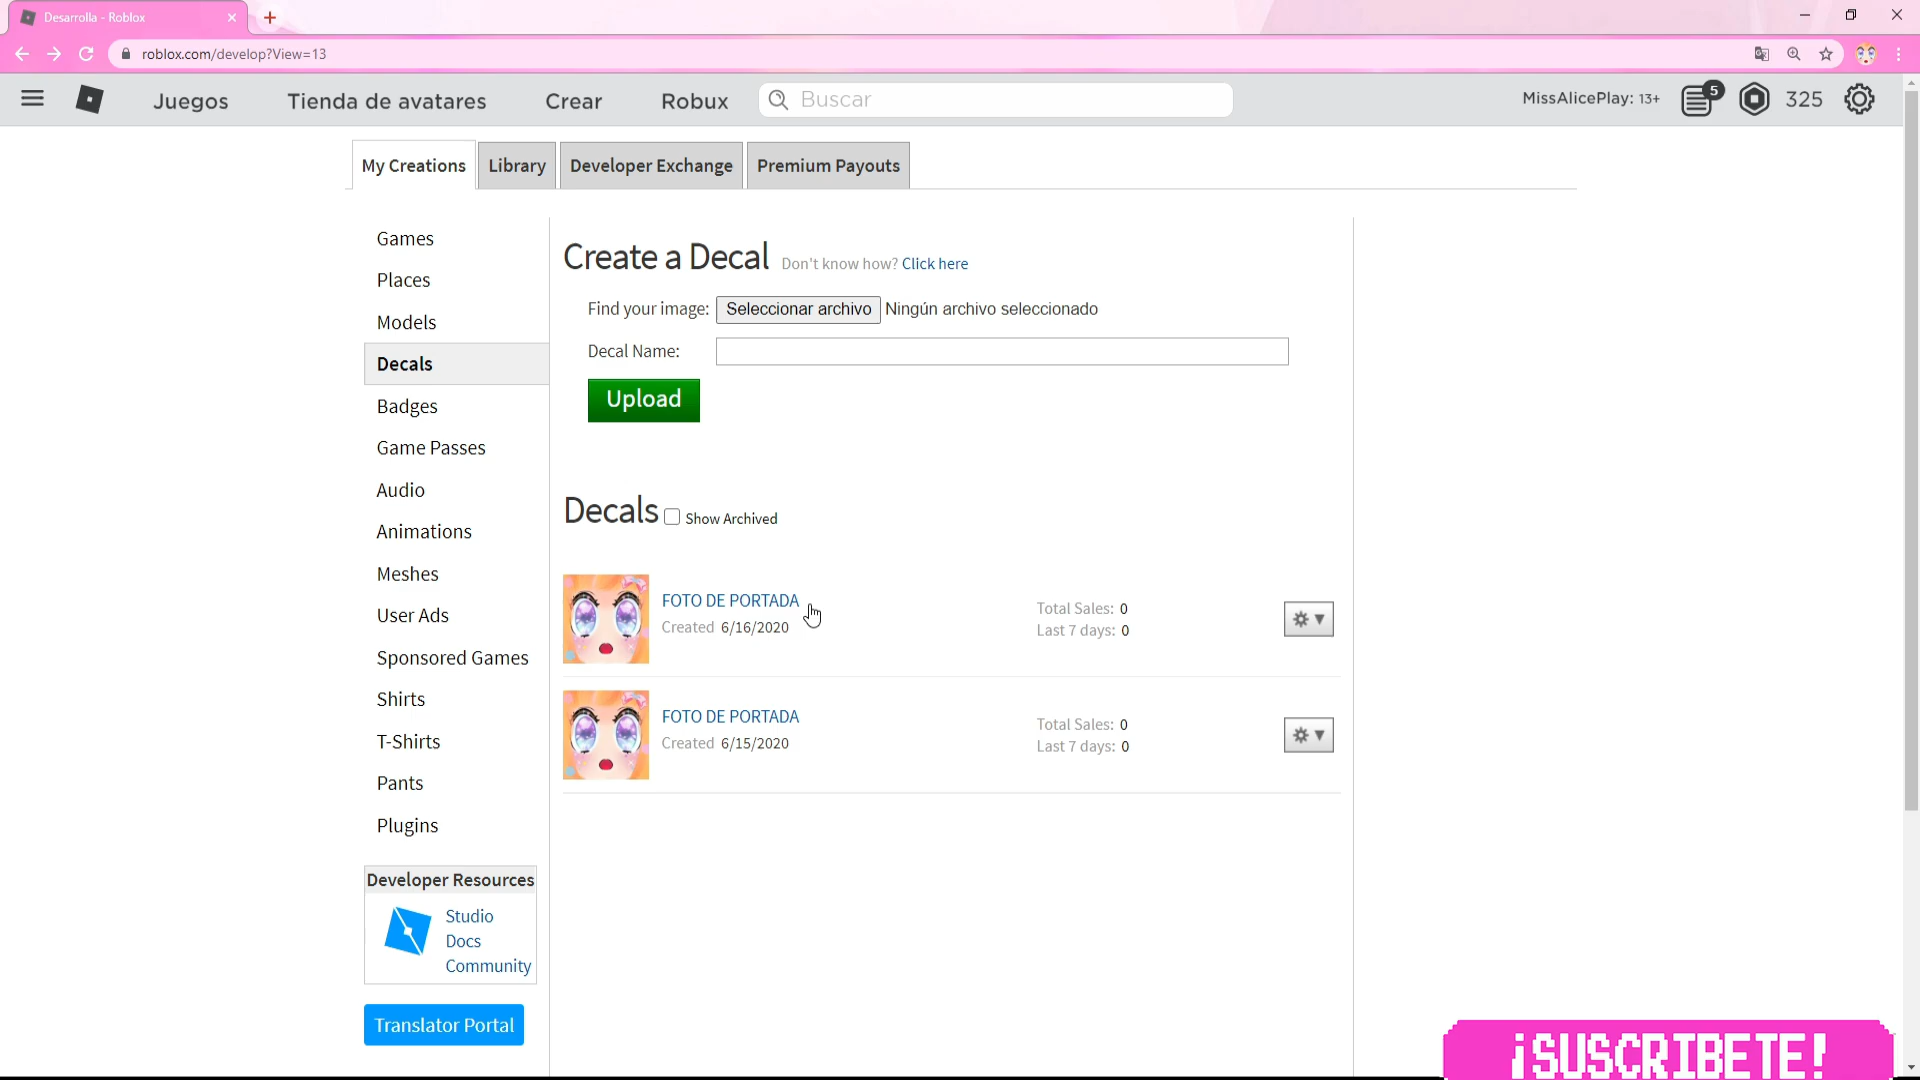 Desarrolla - Roblox
roblox.com/develop?View=13
Juegos Tienda de avatares Crear Robux Buscar MissAlicePlay: 13+ 5 325
My Creations Library Developer Exchange Premium Payouts
Games
Places
Models
Decals
Badges
Game Passes
Audio
Animations
Meshes
User Ads
Sponsored Games
Shirts
T-Shirts
Pants
Plugins
Developer Resources
Studio
Docs
Community
Translator Portal
Create a Decal Don't know how? Click here
Find your image: Seleccionar archivo Ningún archivo seleccionado
Decal Name:
Upload
Decals Show Archived
FOTO DE PORTADA
Created 6/16/2020
Total Sales: 0
Last 7 days: 0
FOTO DE PORTADA
Created 6/15/2020
Total Sales: 0
Last 7 days: 0
¡SUSCRIBETE!